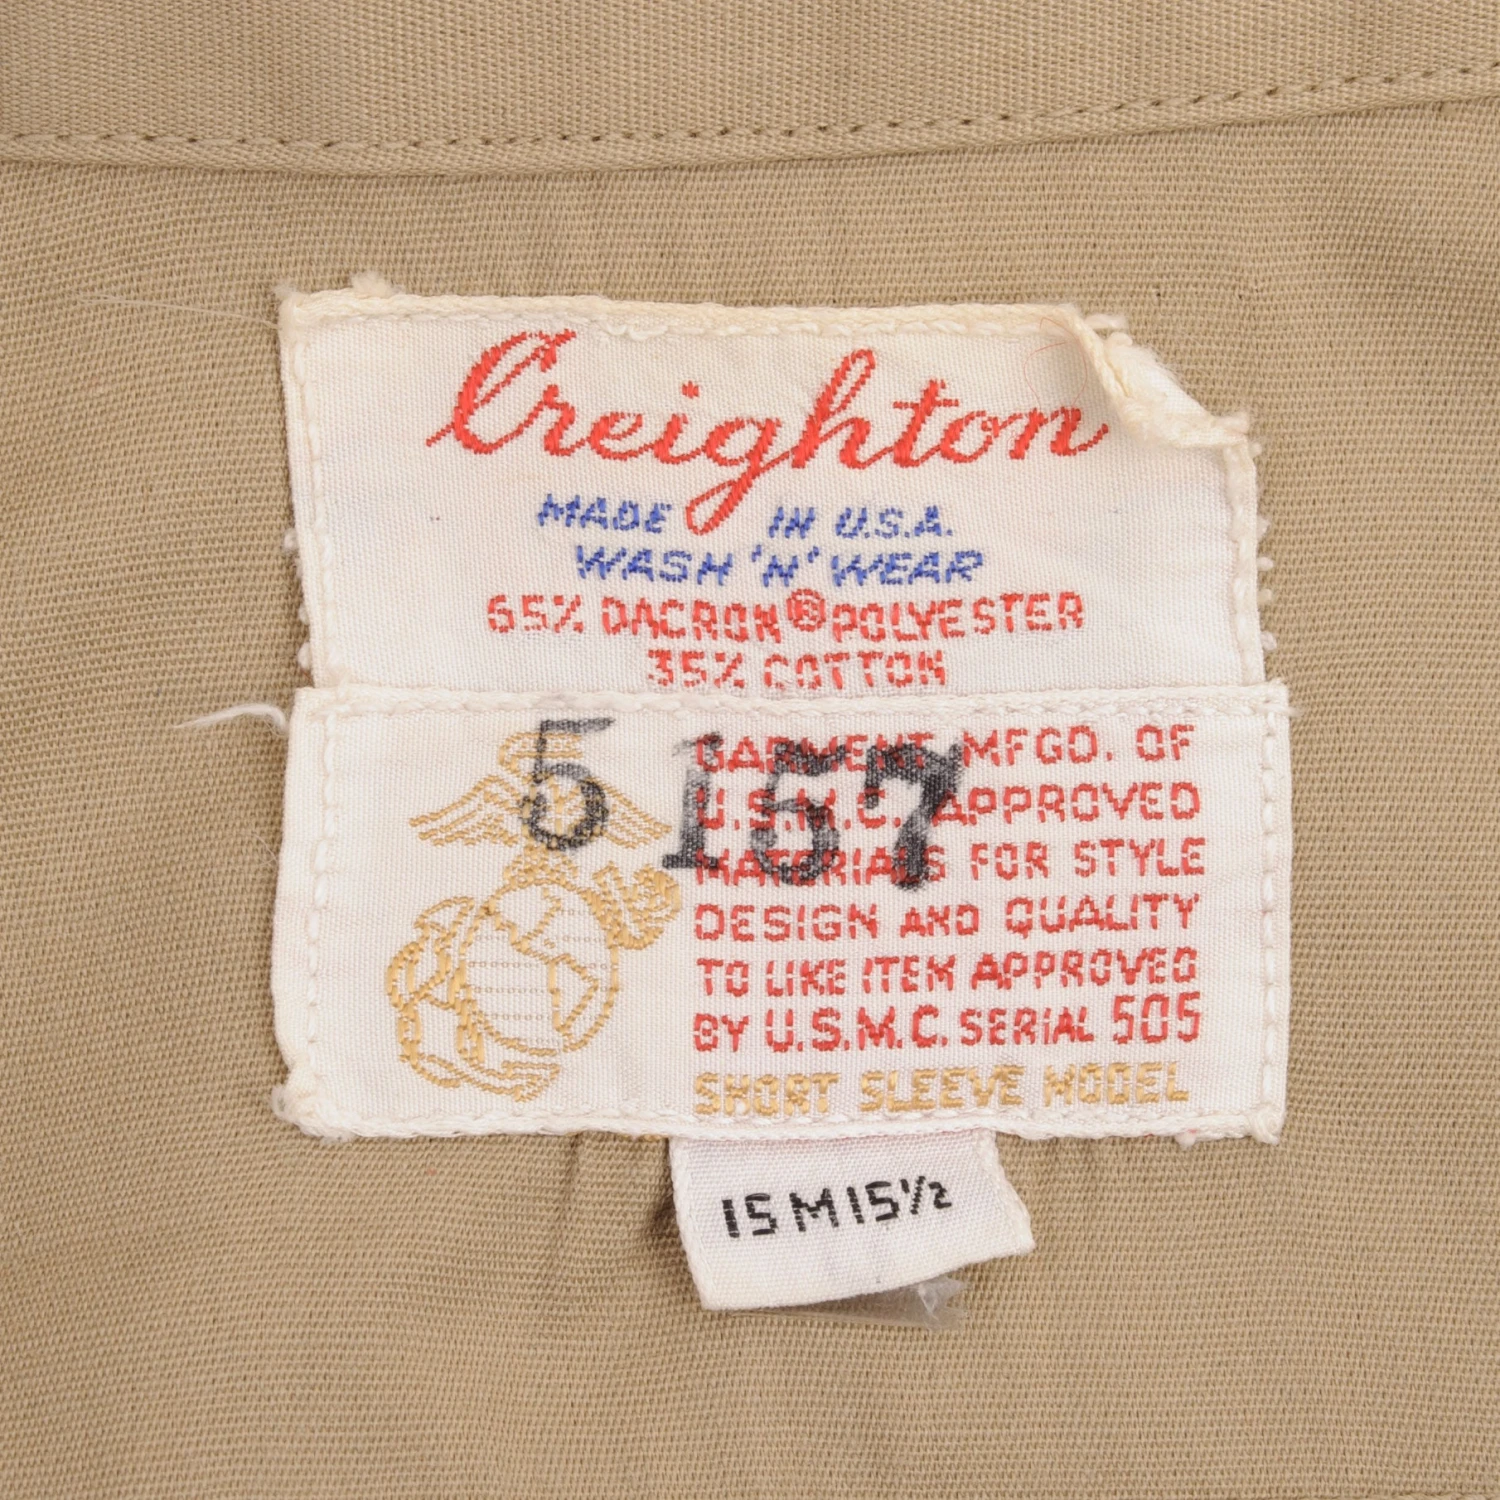 Creighton
MADE IN U.S.A.
WASH 'N' WEAR
65% DACRON® POLYESTER
35% COTTON
5 157
GARMENT MFGD. OF
U.S.M.C. APPROVED
MATERIALS FOR STYLE
DESIGN AND QUALITY
TO LIKE ITEM APPROVED
BY U.S.M.C. SERIAL 505
SHORT SLEEVE MODEL
15 M 15½